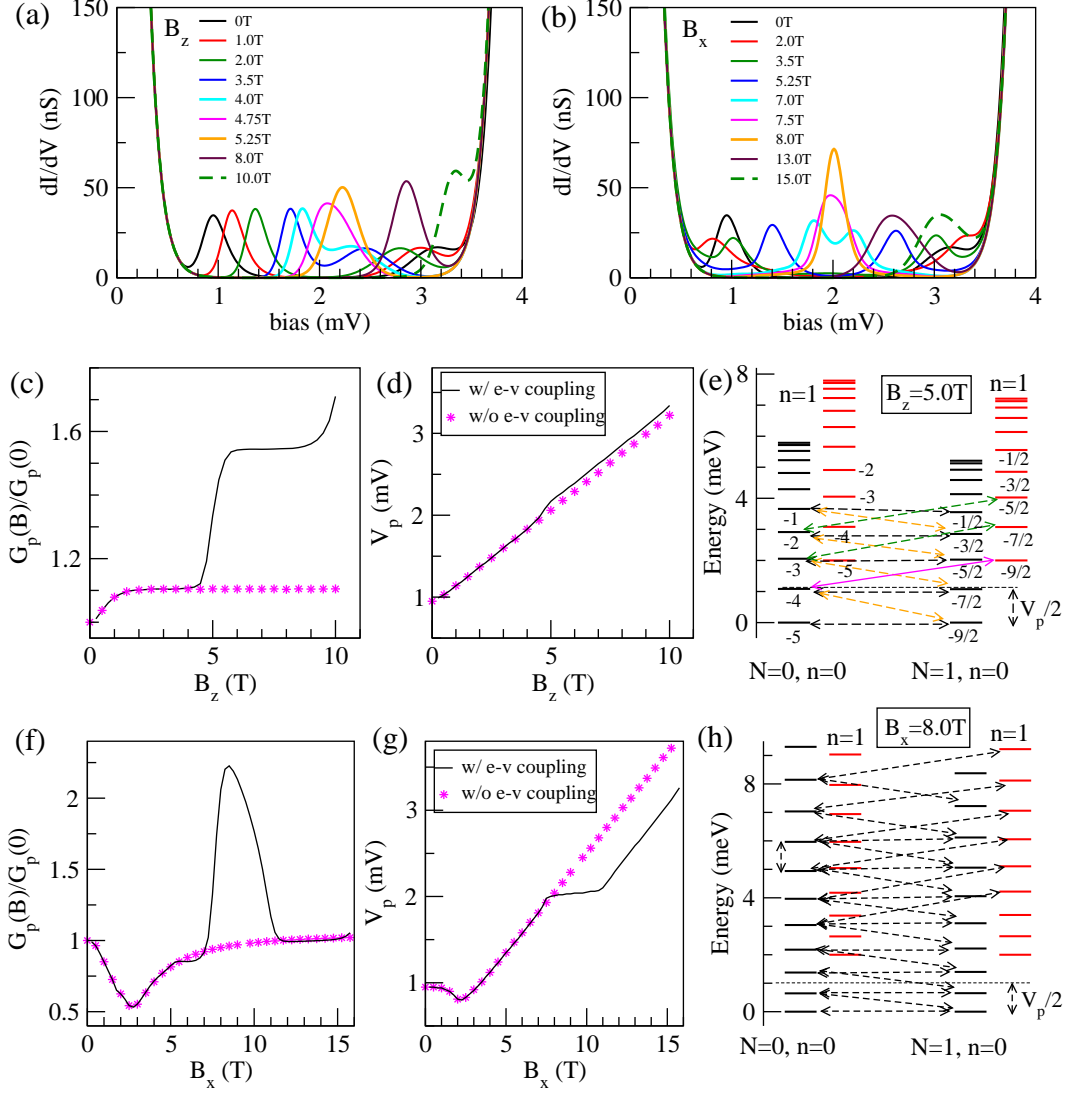 (a)
150
100
50
0
dI/dV (nS)
B_z
0T
1.0T
2.0T
3.5T
4.0T
4.75T
5.25T
8.0T
10.0T
0
1
2
3
4
bias (mV)
(b)
150
100
50
0
dI/dV (nS)
B_x
0T
2.0T
3.5T
5.25T
7.0T
7.5T
8.0T
13.0T
15.0T
0
1
2
3
4
bias (mV)
(c)
1.6
1.1
G_p(B)/G_p(0)
0
5
10
B_z (T)
(d)
w/ e-v coupling
w/o e-v coupling
3
2
1
V_p (mV)
0
5
10
B_z (T)
(e)
8
4
0
Energy (meV)
n=1
B_z=5.0T
n=1
-2
-3
-1
-4
-2
-5
-3
-4
-5
-1/2
-3/2
-5/2
-1/2
-7/2
-3/2
-9/2
-5/2
-7/2
-9/2
V_p/2
N=0, n=0
N=1, n=0
(f)
2
1.5
1
0.5
G_p(B)/G_p(0)
0
5
10
15
B_x (T)
(g)
w/ e-v coupling
w/o e-v coupling
3
2
1
V_p (mV)
0
5
10
15
B_x (T)
(h)
8
4
0
Energy (meV)
n=1
B_x=8.0T
n=1
V_p/2
N=0, n=0
N=1, n=0